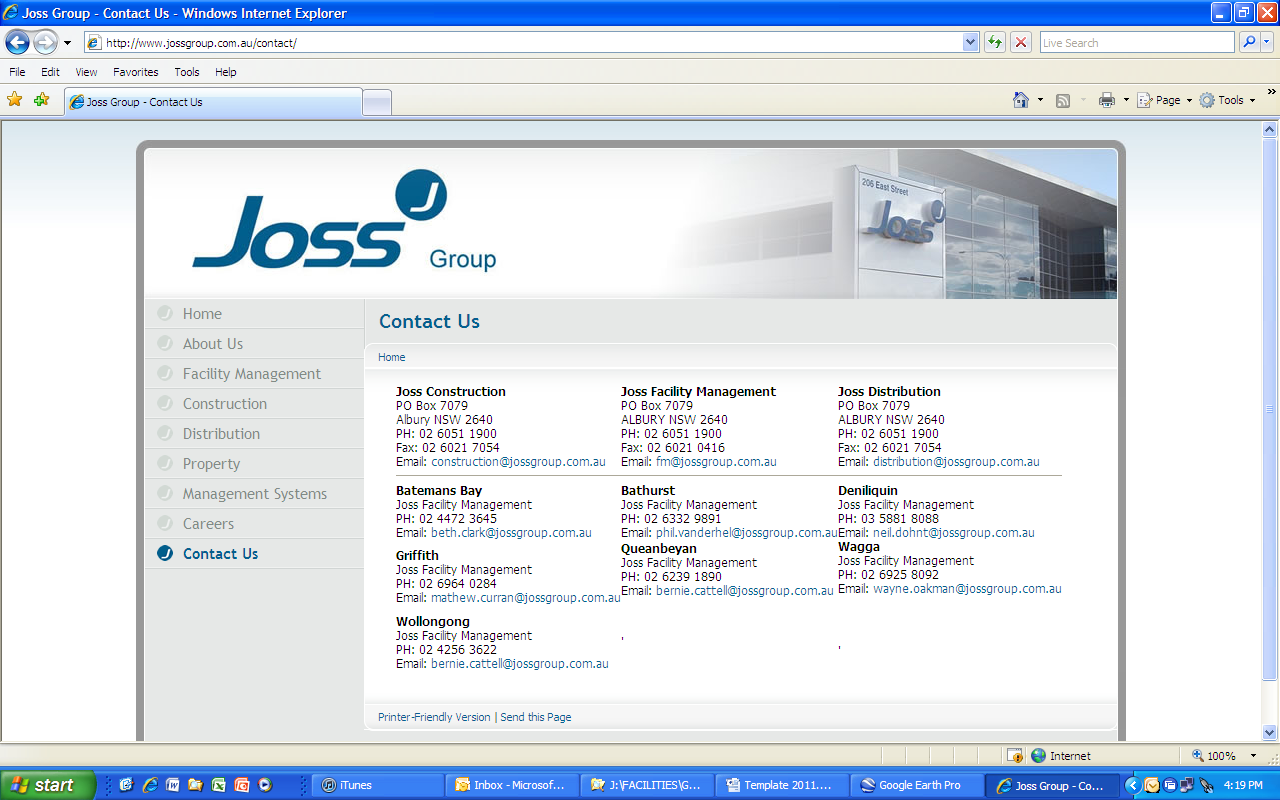 Joss Group - Contact Us - Windows Internet Explorer
http://www.jossgroup.com.au/contact/
Live Search
File Edit View Favorites Tools Help
Joss Group - Contact Us
Page Tools
Joss J
Group
206 East Street
Joss J
Home
About Us
Facility Management
Construction
Distribution
Property
Management Systems
Careers
Contact Us
Contact Us
Home
Joss Construction
PO Box 7079
Albury NSW 2640
PH: 02 6051 1900
Fax: 02 6021 7054
Email: construction@jossgroup.com.au
Joss Facility Management
PO Box 7079
ALBURY NSW 2640
PH: 02 6051 1900
Fax: 02 6021 0416
Email: fm@jossgroup.com.au
Joss Distribution
PO Box 7079
ALBURY NSW 2640
PH: 02 6051 1900
Fax: 02 6021 7054
Email: distribution@jossgroup.com.au
Batemans Bay
Joss Facility Management
PH: 02 4472 3645
Email: beth.clark@jossgroup.com.au
Bathurst
Joss Facility Management
PH: 02 6332 9891
Email: phil.vanderhel@jossgroup.com.au
Deniliquin
Joss Facility Management
PH: 03 5881 8088
Email: neil.dohnt@jossgroup.com.au
Griffith
Joss Facility Management
PH: 02 6964 0284
Email: mathew.curran@jossgroup.com.au
Queanbeyan
Joss Facility Management
PH: 02 6239 1890
Email: bernie.cattell@jossgroup.com.au
Wagga
Joss Facility Management
PH: 02 6925 8092
Email: wayne.oakman@jossgroup.com.au
Wollongong
Joss Facility Management
PH: 02 4256 3622
Email: bernie.cattell@jossgroup.com.au
,
,
Printer-Friendly Version | Send this Page
Internet
100%
start
iTunes
Inbox - Microsof...
J:\FACILITIES\G...
Template 2011....
Google Earth Pro
Joss Group - Co...
4:19 PM